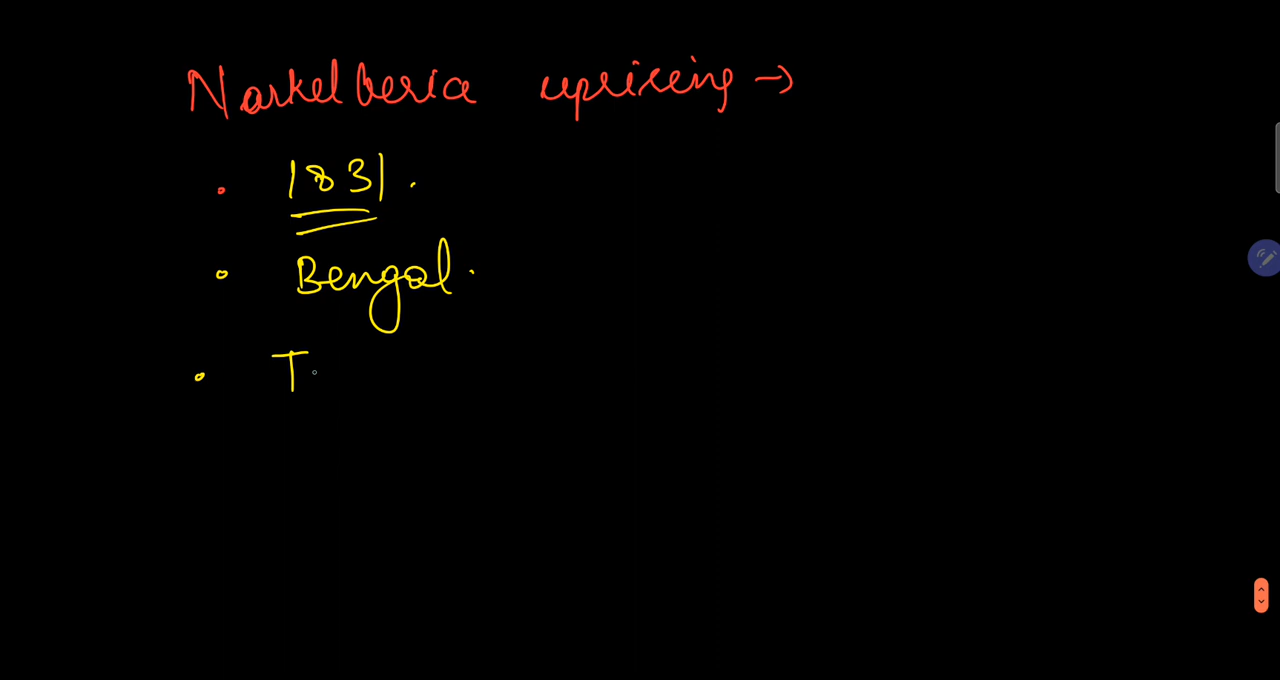 Narkelberia uprising →
• 1831.
• Bengal.
• T